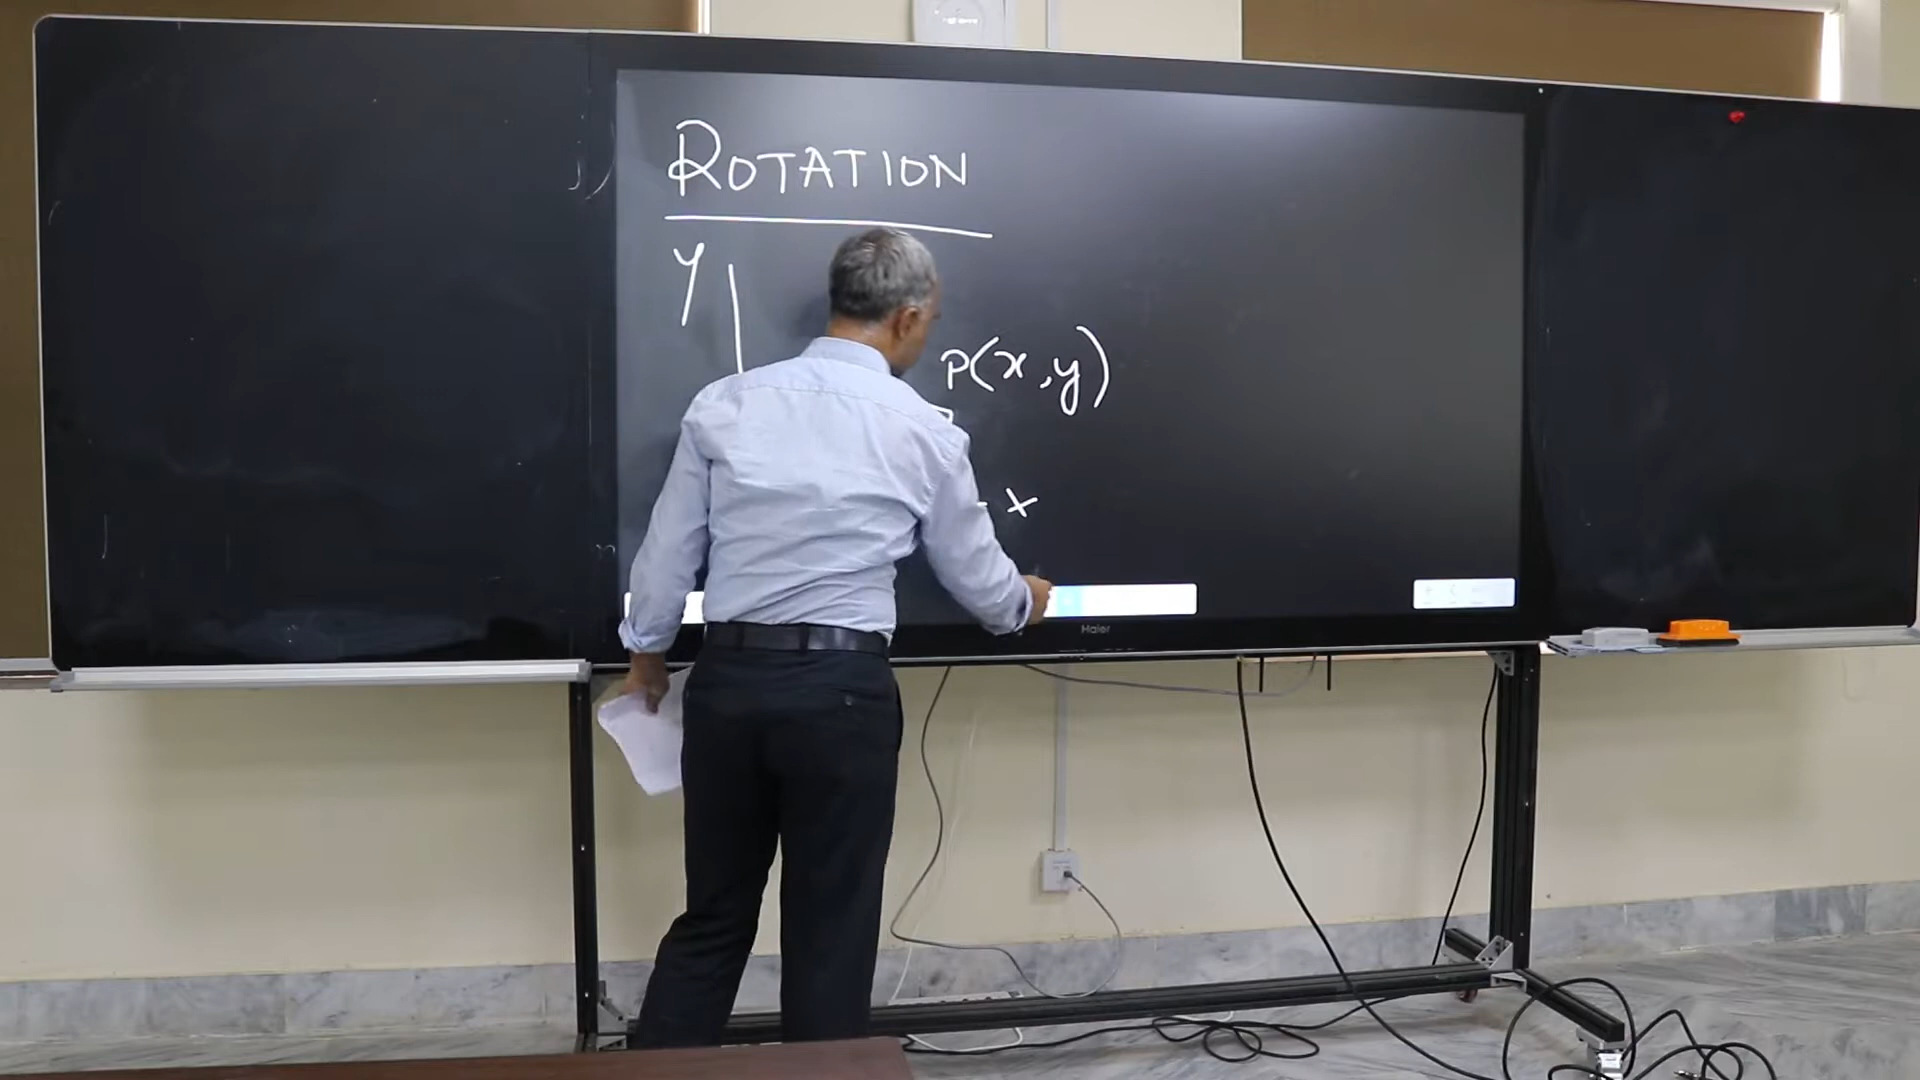 ROTATION
Y
P(x,y)
x
Haier